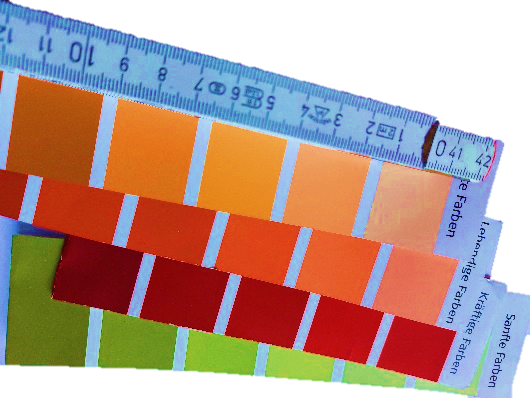 12 11 10 9 8 7 6 5 4 3 2 1 0 41 42
te Farben
Lebendige Farben
Kräftige Farben
Sanfte Farben